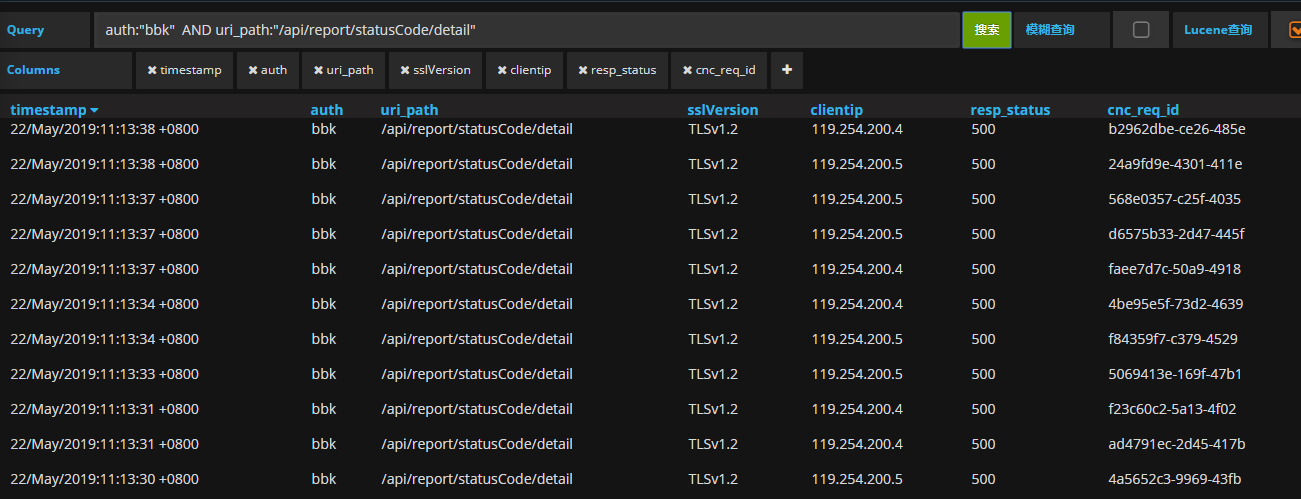 Query auth:"bbk" AND uri_path:"/api/report/statusCode/detail" 搜索 模糊查询 Lucene查询
Columns ✖ timestamp ✖ auth ✖ uri_path ✖ sslVersion ✖ clientip ✖ resp_status ✖ cnc_req_id +
timestamp auth uri_path sslVersion clientip resp_status cnc_req_id
22/May/2019:11:13:38 +0800 bbk /api/report/statusCode/detail TLSv1.2 119.254.200.4 500 b2962dbe-ce26-485e
22/May/2019:11:13:38 +0800 bbk /api/report/statusCode/detail TLSv1.2 119.254.200.5 500 24a9fd9e-4301-411e
22/May/2019:11:13:37 +0800 bbk /api/report/statusCode/detail TLSv1.2 119.254.200.5 500 568e0357-c25f-4035
22/May/2019:11:13:37 +0800 bbk /api/report/statusCode/detail TLSv1.2 119.254.200.5 500 d6575b33-2d47-445f
22/May/2019:11:13:37 +0800 bbk /api/report/statusCode/detail TLSv1.2 119.254.200.4 500 faee7d7c-50a9-4918
22/May/2019:11:13:34 +0800 bbk /api/report/statusCode/detail TLSv1.2 119.254.200.4 500 4be95e5f-73d2-4639
22/May/2019:11:13:34 +0800 bbk /api/report/statusCode/detail TLSv1.2 119.254.200.5 500 f84359f7-c379-4529
22/May/2019:11:13:33 +0800 bbk /api/report/statusCode/detail TLSv1.2 119.254.200.5 500 5069413e-169f-47b1
22/May/2019:11:13:31 +0800 bbk /api/report/statusCode/detail TLSv1.2 119.254.200.4 500 f23c60c2-5a13-4f02
22/May/2019:11:13:31 +0800 bbk /api/report/statusCode/detail TLSv1.2 119.254.200.4 500 ad4791ec-2d45-417b
22/May/2019:11:13:30 +0800 bbk /api/report/statusCode/detail TLSv1.2 119.254.200.5 500 4a5652c3-9969-43fb